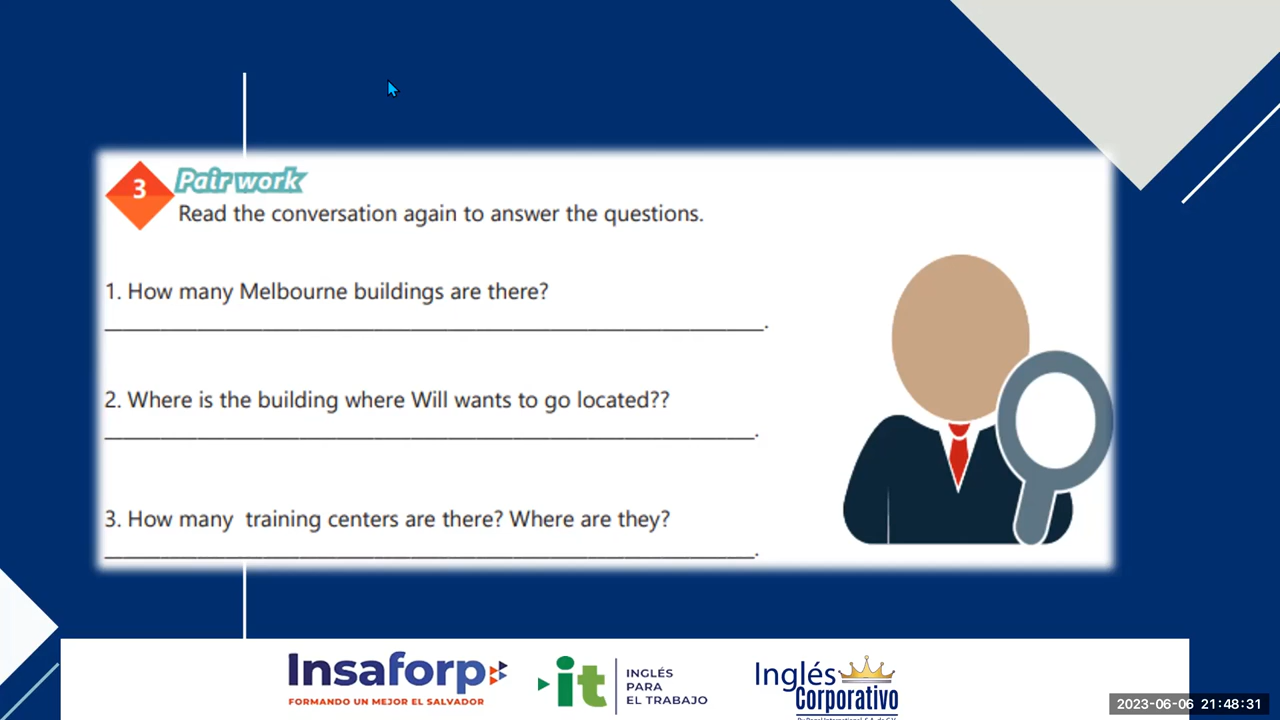 3
Pair work
Read the conversation again to answer the questions.
1. How many Melbourne buildings are there?
2. Where is the building where Will wants to go located??
3. How many training centers are there? Where are they?
Insaforp
FORMANDO UN MEJOR EL SALVADOR
it
INGLÉS
PARA
EL TRABAJO
Inglés
Corporativo
2023-06-06 21:48:31